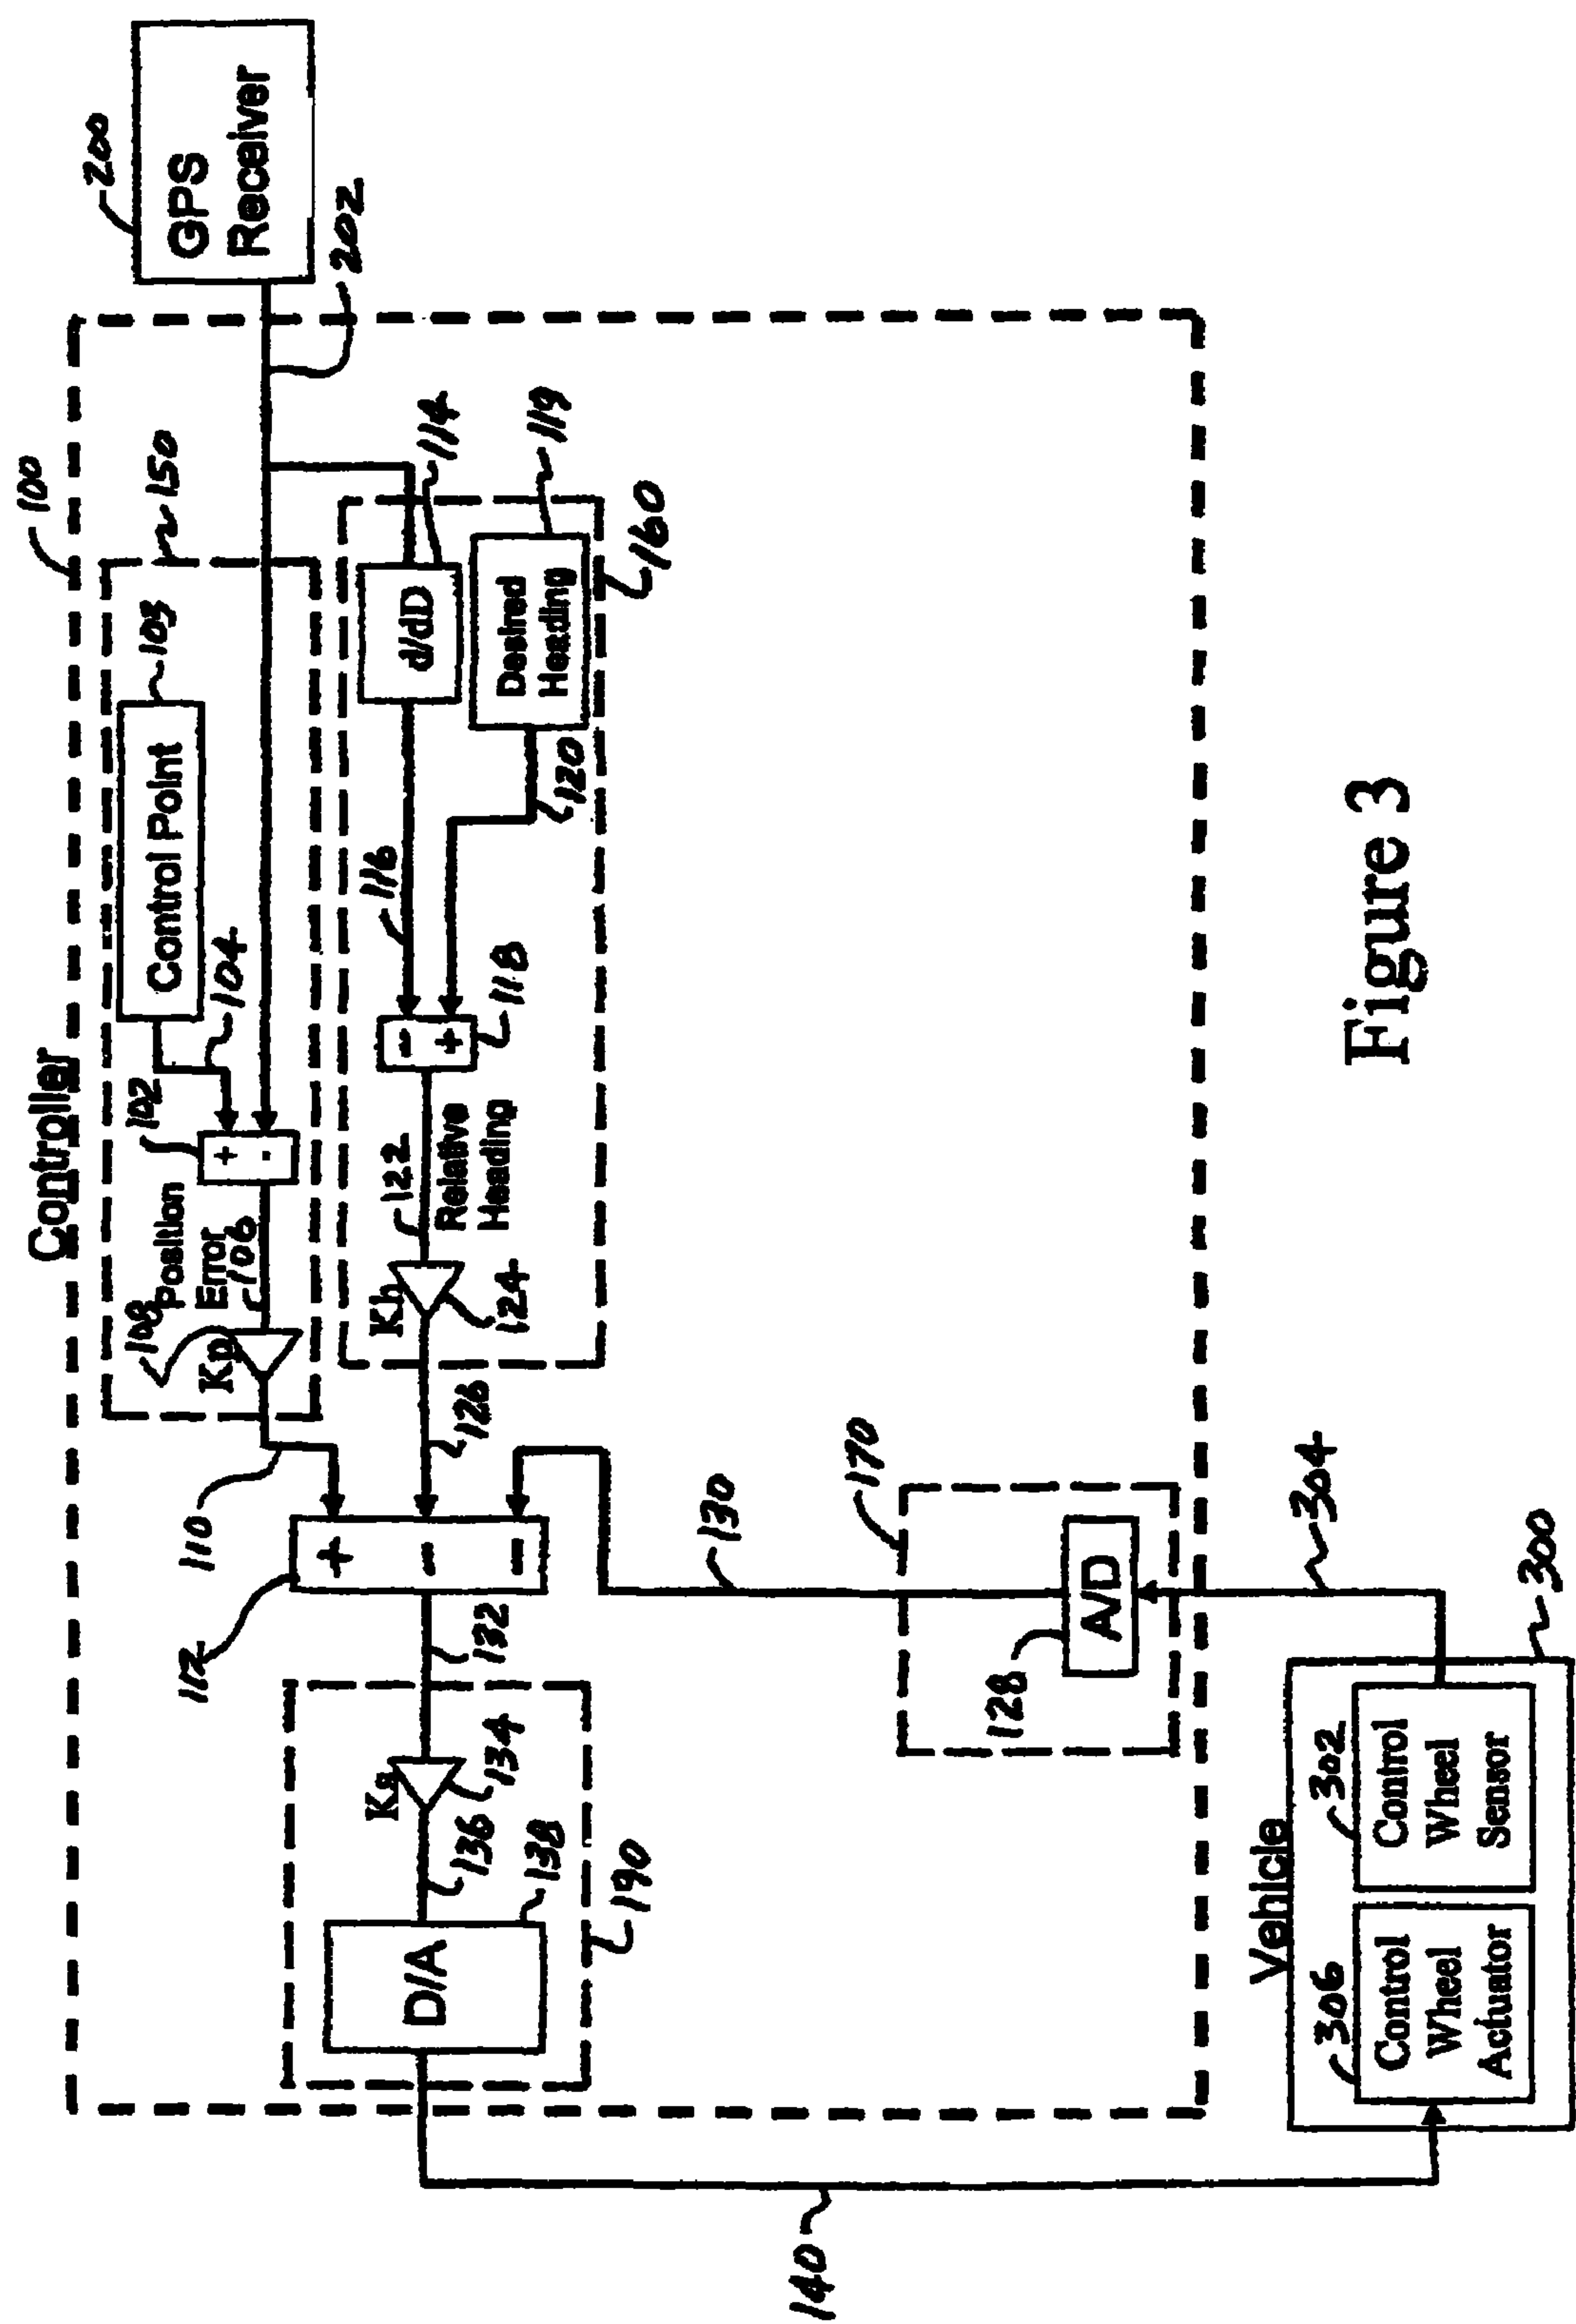 Controller
100
GPS
Receiver
200
202
150
103
Control Point
104
102
+
-
Position
Error
106
108
Kp
110
114
d/dD
119
Desired
Heading
160
116
120
118
-
+
122
Relative
Heading
Kh
124
126
112
+
-
-
132
130
170
A/D
128
Ks
134
136
138
D/A
190
140
304
300
Vehicle
302
Control
Wheel
Sensor
306
Control
Wheel
Actuator
Figure 3